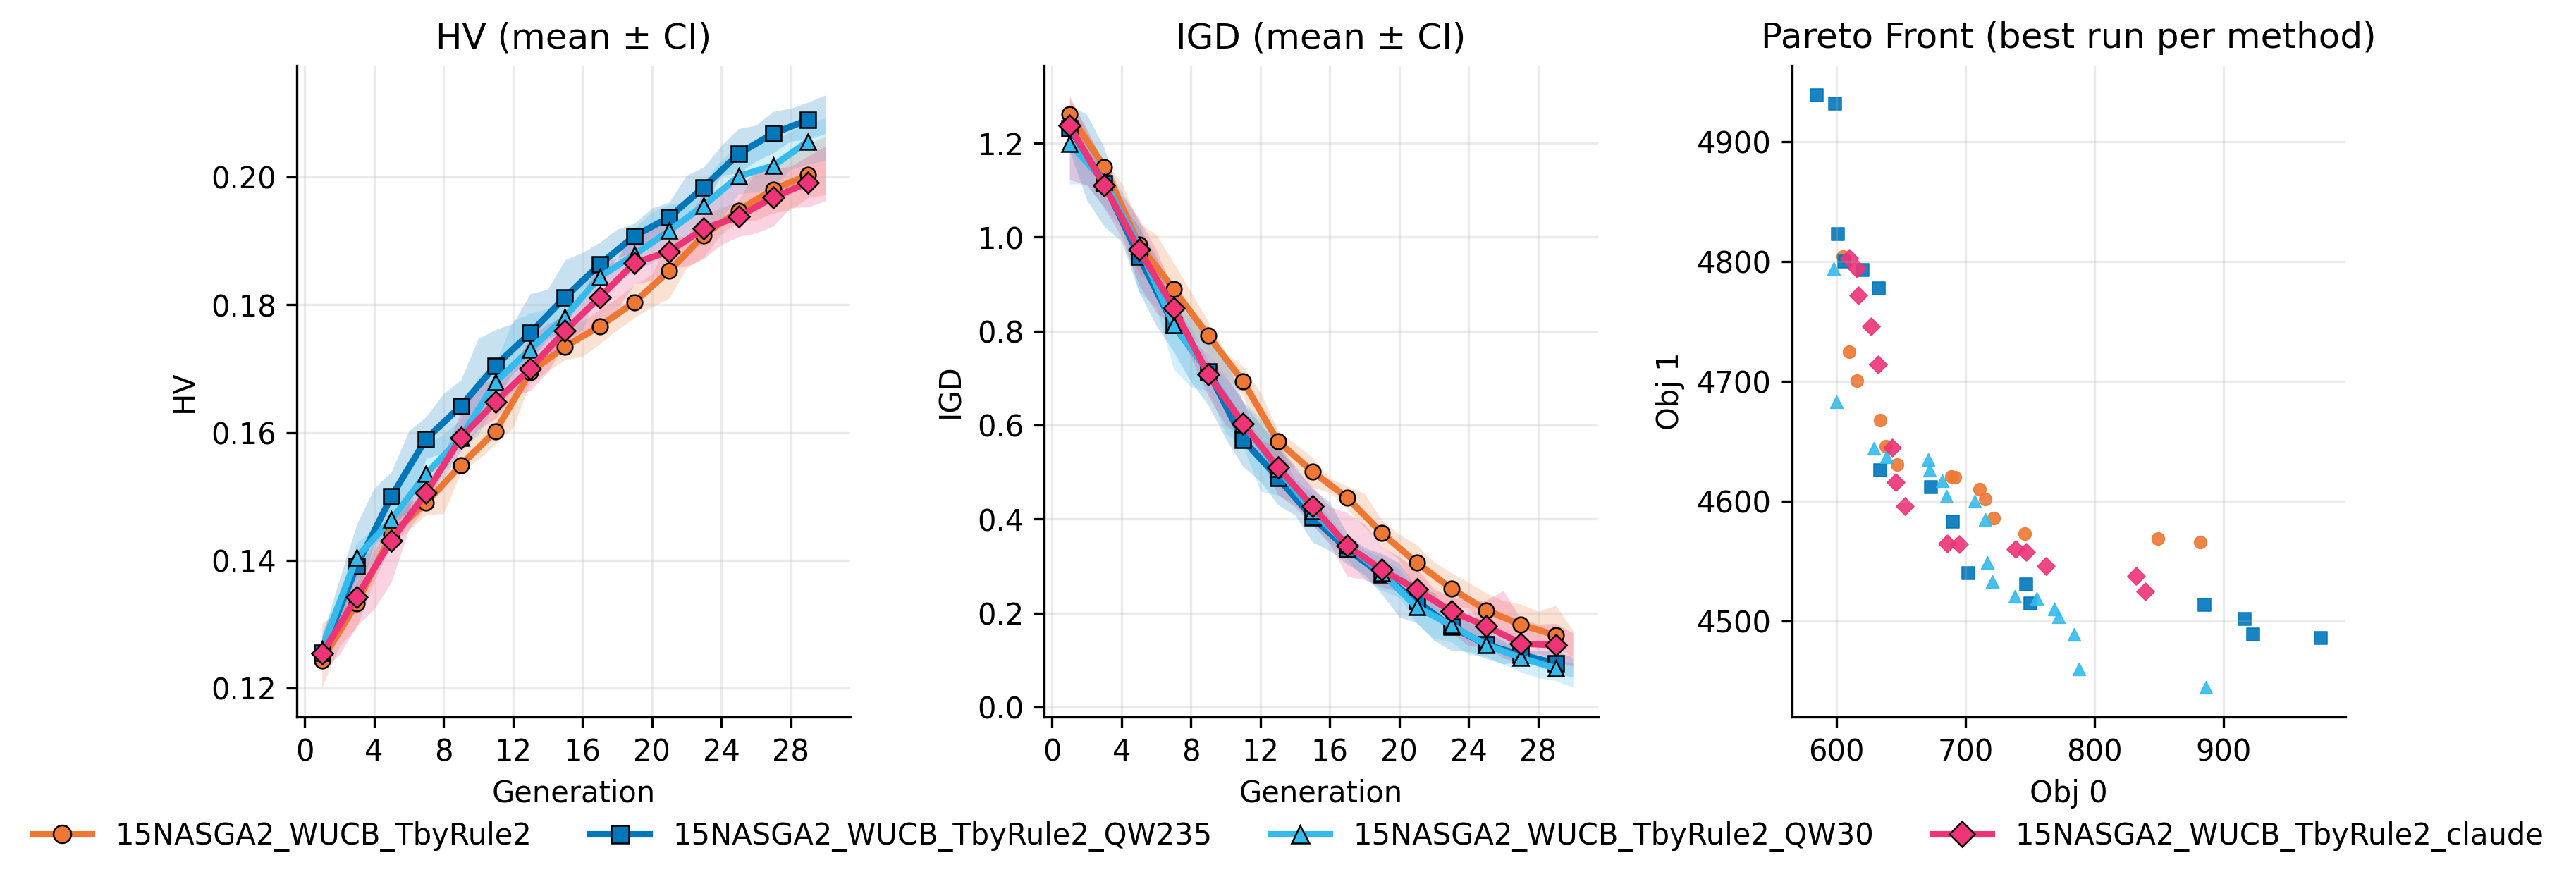 HV (mean ± CI)
HV
0.20
0.18
0.16
0.14
0.12
0 4 8 12 16 20 24 28
Generation
IGD (mean ± CI)
IGD
1.2
1.0
0.8
0.6
0.4
0.2
0.0
0 4 8 12 16 20 24 28
Generation
Pareto Front (best run per method)
Obj 1
4900
4800
4700
4600
4500
600 700 800 900
Obj 0
15NASGA2_WUCB_TbyRule2 15NASGA2_WUCB_TbyRule2_QW235 15NASGA2_WUCB_TbyRule2_QW30 15NASGA2_WUCB_TbyRule2_claude